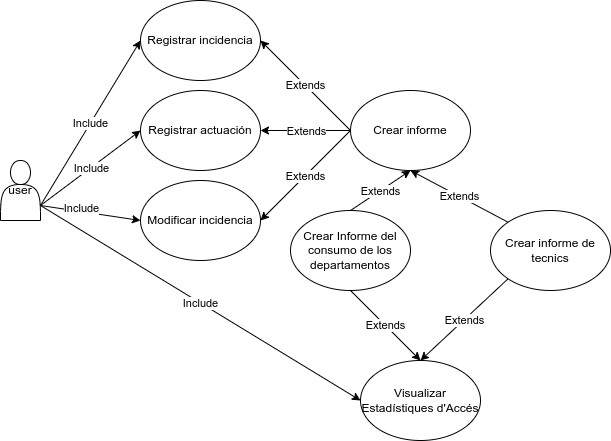 Registrar incidencia
Extends
Include
Registrar actuación
Extends
Crear informe
Include
Extends
user
Extends
Extends
Include
Modificar incidencia
Crear Informe del
consumo de los
departamentos
Crear informe de
tecnics
Include
Extends
Extends
Visualizar
Estadístiques d'Accés